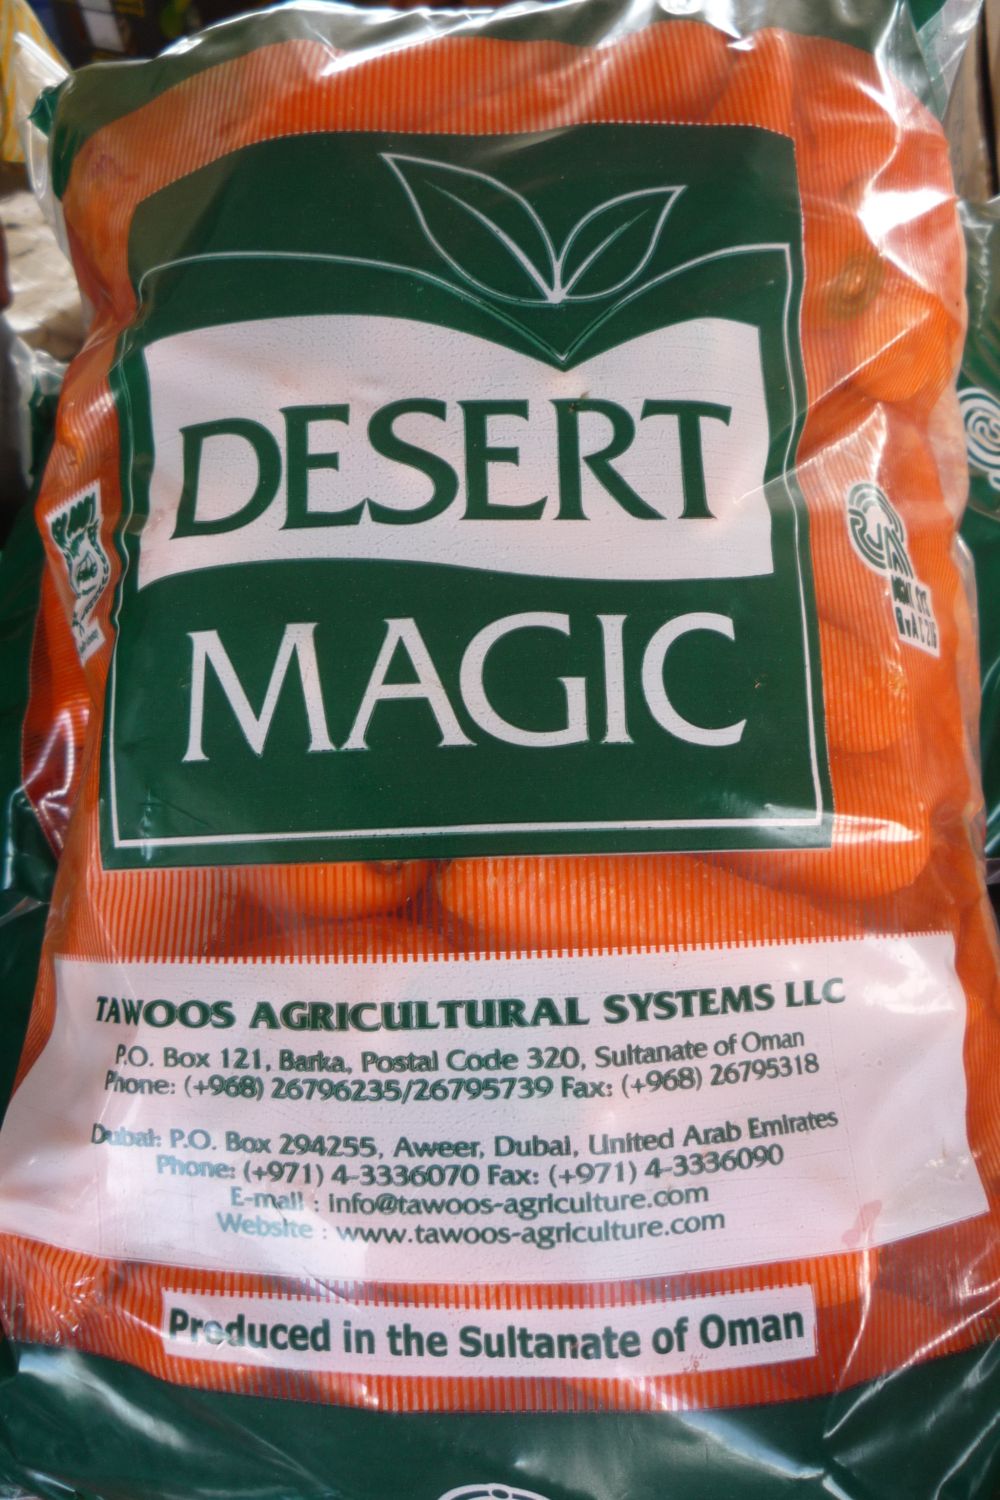 DESERT
MAGIC
TAWOOS AGRICULTURAL SYSTEMS LLC
P.O. Box 121, Barka, Postal Code 320, Sultanate of Oman
Phone: (+968) 26796235/26795739 Fax: (+968) 26795318
Dubai: P.O. Box 294255, Aweer, Dubai, United Arab Emirates
Phone: (+971) 4-3336070 Fax: (+971) 4-3336090
E-mail : info@tawoos-agriculture.com
Website : www.tawoos-agriculture.com
Produced in the Sultanate of Oman